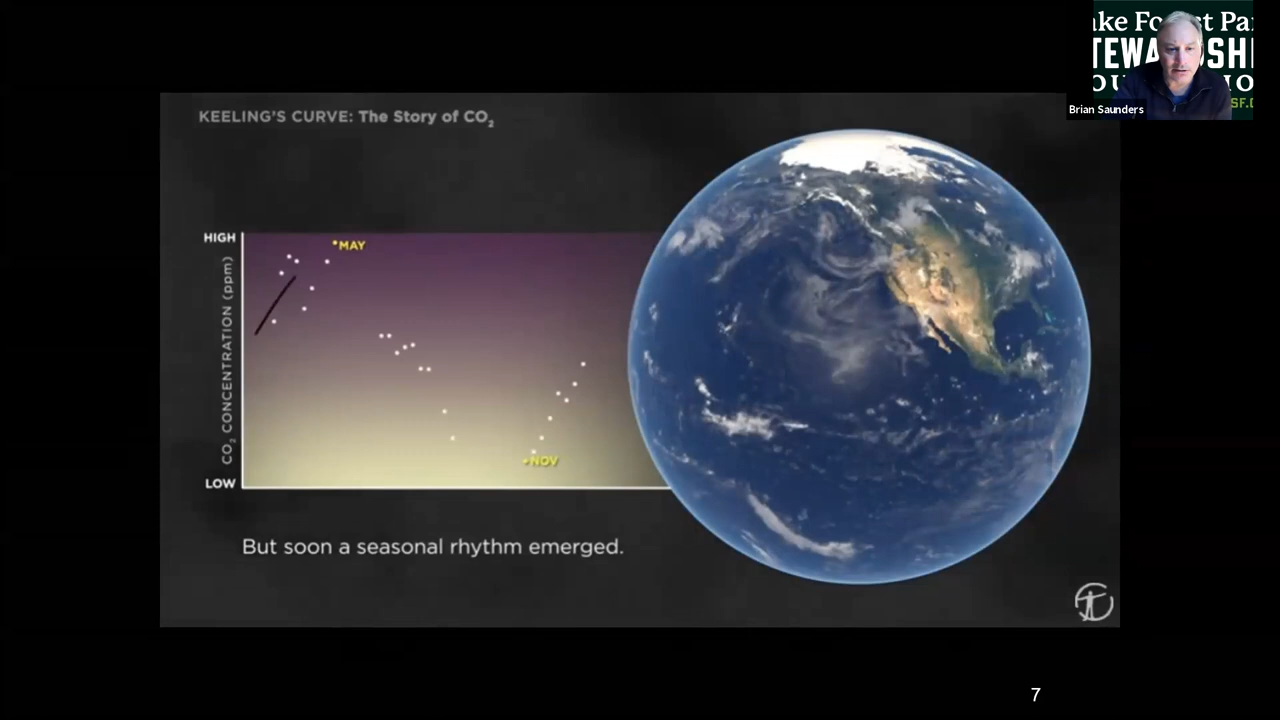 KEELING'S CURVE: The Story of CO₂
HIGH
MAY
CO₂ CONCENTRATION (ppm)
NOV
LOW
But soon a seasonal rhythm emerged.
7
Brian Saunders